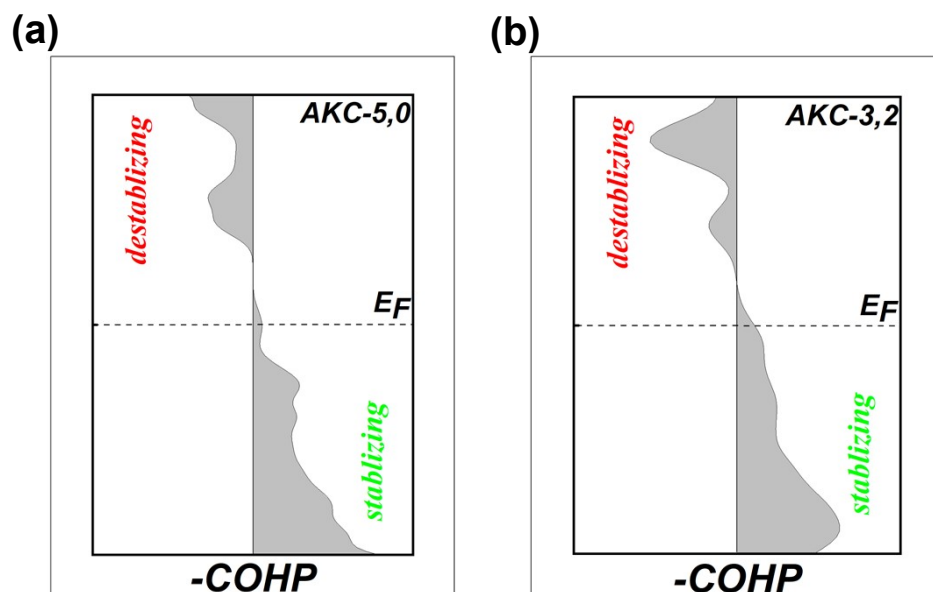 (a)
AKC-5,0
destablizing
EF
stablizing
-COHP
(b)
AKC-3,2
destablizing
EF
stablizing
-COHP